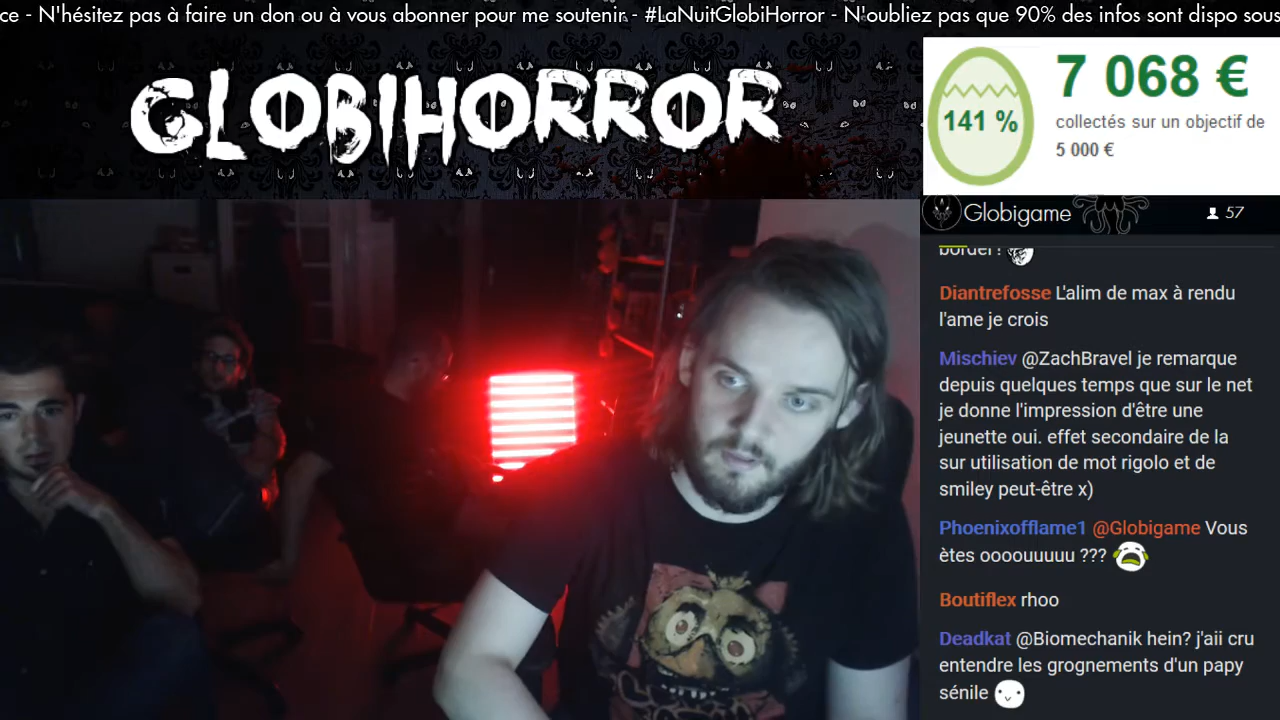 ce - N'hésitez pas à faire un don ou à vous abonner pour me soutenir. - #LaNuitGlobiHorror - N'oubliez pas que 90% des infos sont dispo sous
GLOBIHORROR
7 068 €
141 %
collectés sur un objectif de
5 000 €
Globigame
57
border !
Diantrefosse L'alim de max à rendu
l'ame je crois
Mischiev @ZachBravel je remarque
depuis quelques temps que sur le net
je donne l'impression d'être une
jeunette oui. effet secondaire de la
sur utilisation de mot rigolo et de
smiley peut-être x)
Phoenixofflame1 @Globigame Vous
ètes oooouuuuu ???
Boutiflex rhoo
Deadkat @Biomechanik hein? j'aii cru
entendre les grognements d'un papy
sénile